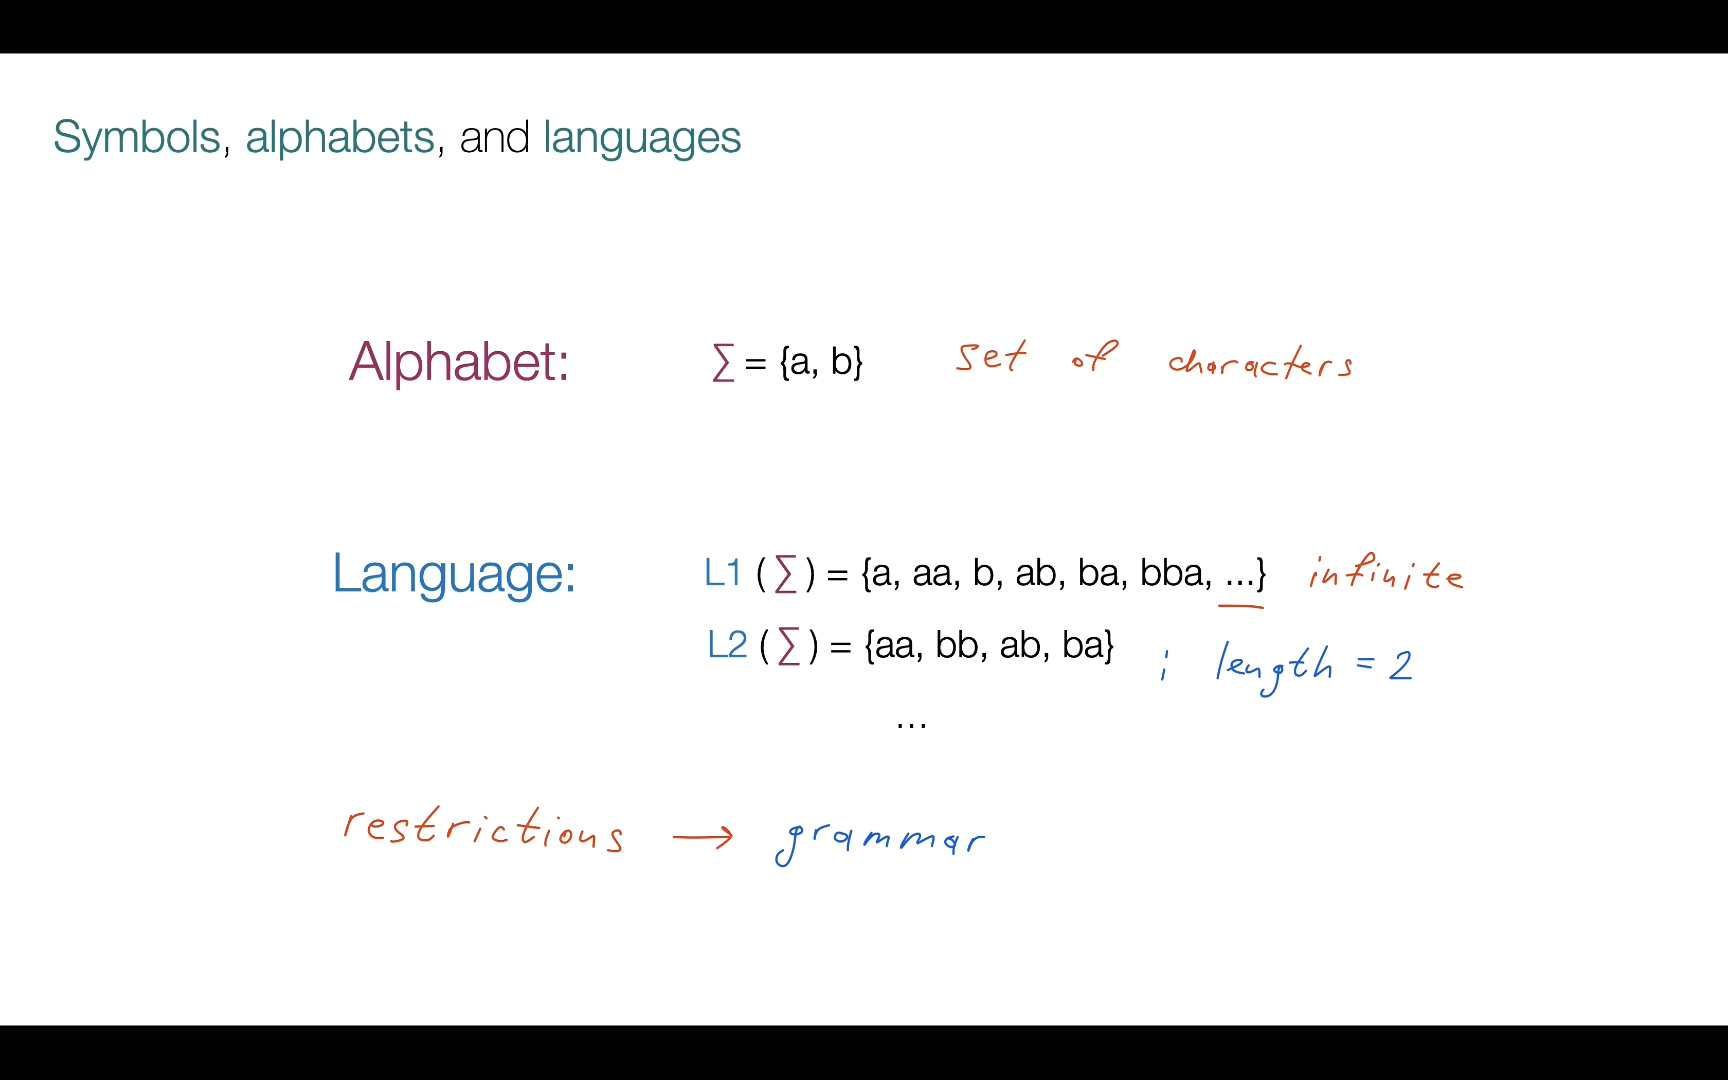 Symbols, alphabets, and languages
Alphabet: ∑ = {a, b} set of characters
Language: L1 (∑) = {a, aa, b, ab, ba, bba, ...} infinite
L2 (∑) = {aa, bb, ab, ba} ; length = 2
...
restrictions → grammar